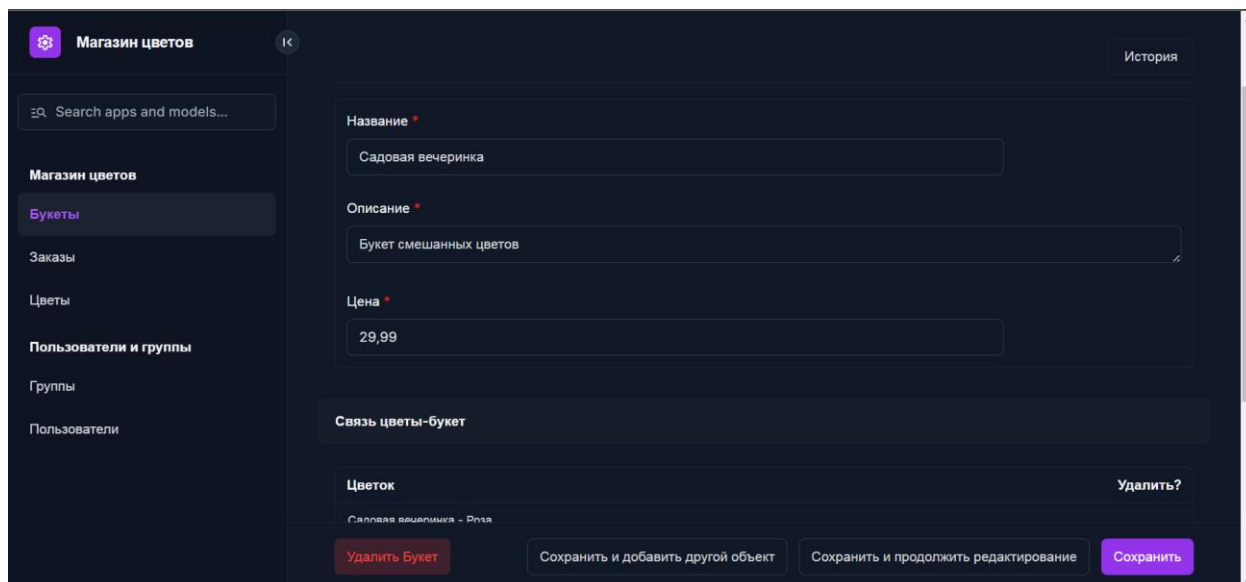 Магазин цветов
История
Search apps and models...
Название *
Садовая вечеринка
Магазин цветов
Букеты
Описание *
Букет смешанных цветов
Заказы
Цветы
Цена *
29,99
Пользователи и группы
Группы
Пользователи
Связь цветы-букет
Цветок Удалить?
Садовая вечеринка - Роза
Удалить Букет Сохранить и добавить другой объект Сохранить и продолжить редактирование Сохранить